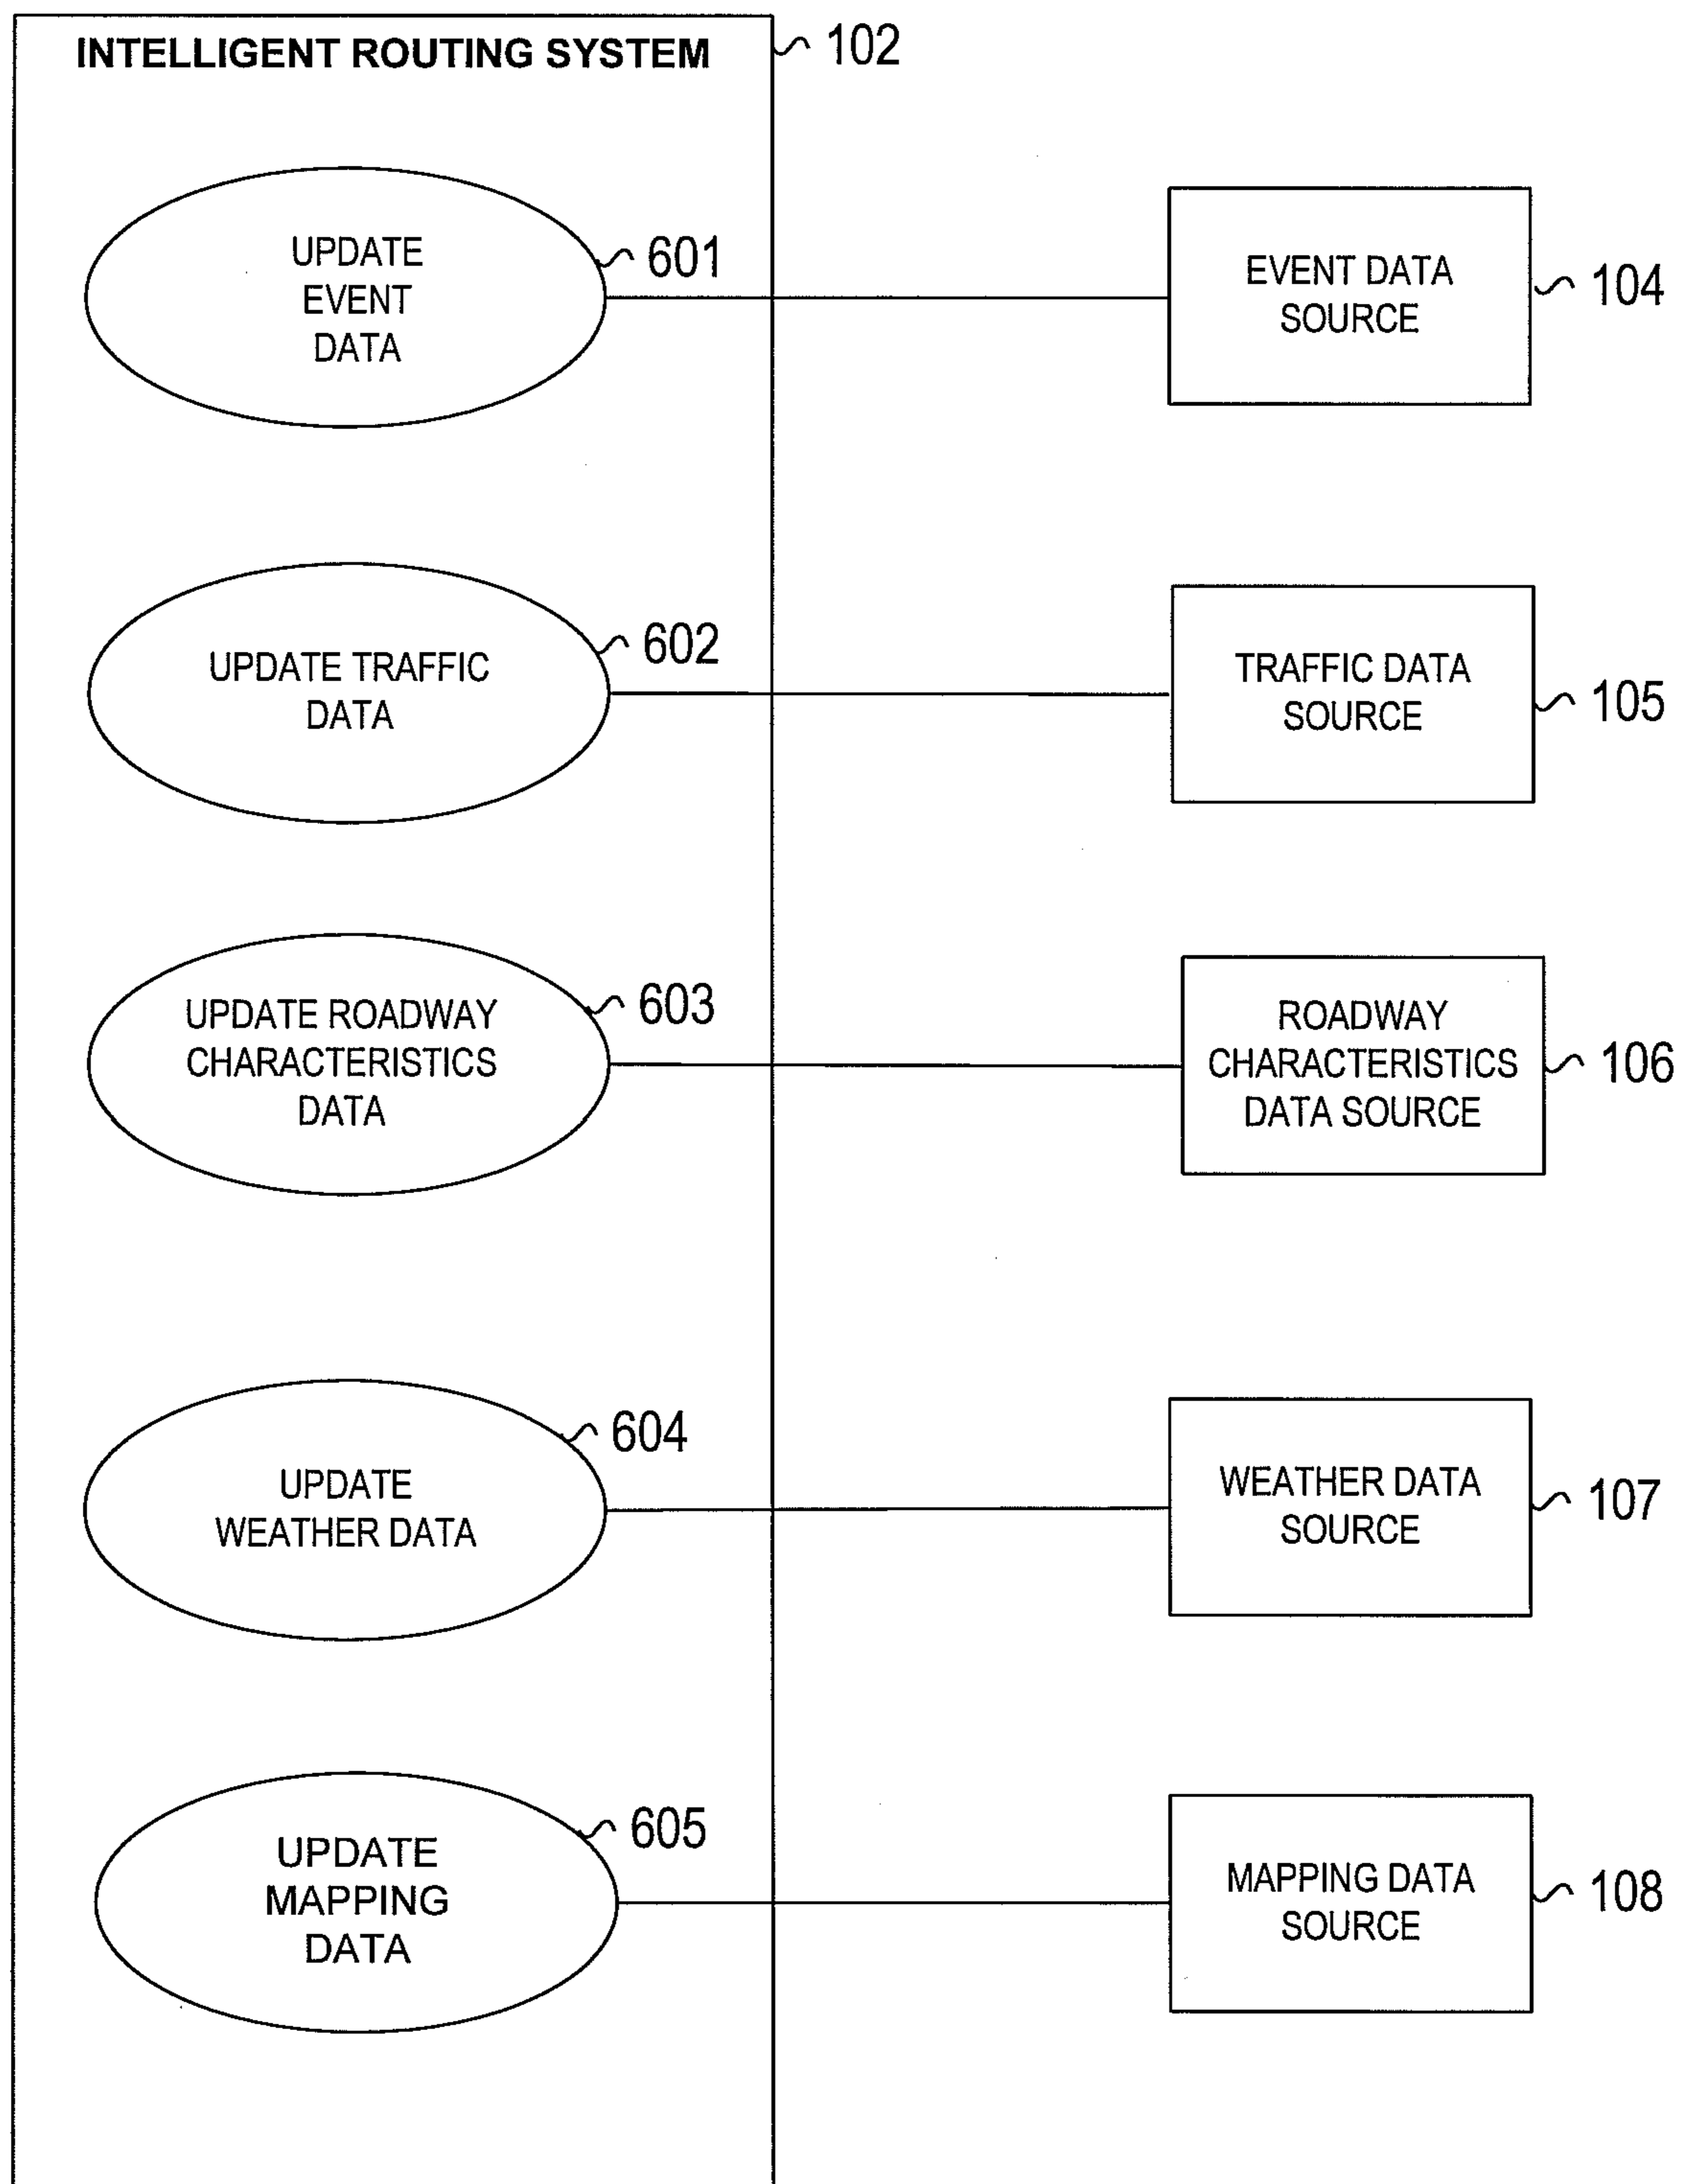 INTELLIGENT ROUTING SYSTEM
102
UPDATE
EVENT
DATA
601
EVENT DATA
SOURCE
104
UPDATE TRAFFIC
DATA
602
TRAFFIC DATA
SOURCE
105
UPDATE ROADWAY
CHARACTERISTICS
DATA
603
ROADWAY
CHARACTERISTICS
DATA SOURCE
106
UPDATE
WEATHER DATA
604
WEATHER DATA
SOURCE
107
UPDATE
MAPPING
DATA
605
MAPPING DATA
SOURCE
108